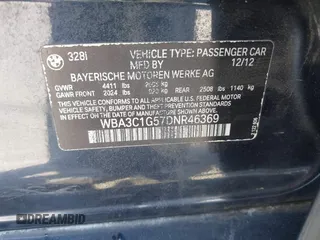 328I VEHICLE TYPE: PASSENGER CAR
MFD BY 12/12
BAYERISCHE MOTOREN WERKE AG
GVWR 4411 lbs
GAWR FRONT 2024 lbs REAR 2508 lbs 1140 kg
THIS VEHICLE CONFORMS TO ALL APPLICABLE FEDERAL MOTOR
VEHICLE SAFETY, BUMPER, AND THEFT PREVENTION STANDARDS
IN EFFECT ON THE DATE OF MANUFACTURE SHOWN ABOVE.
WBA3C1G57DNR46369
DREAMBID